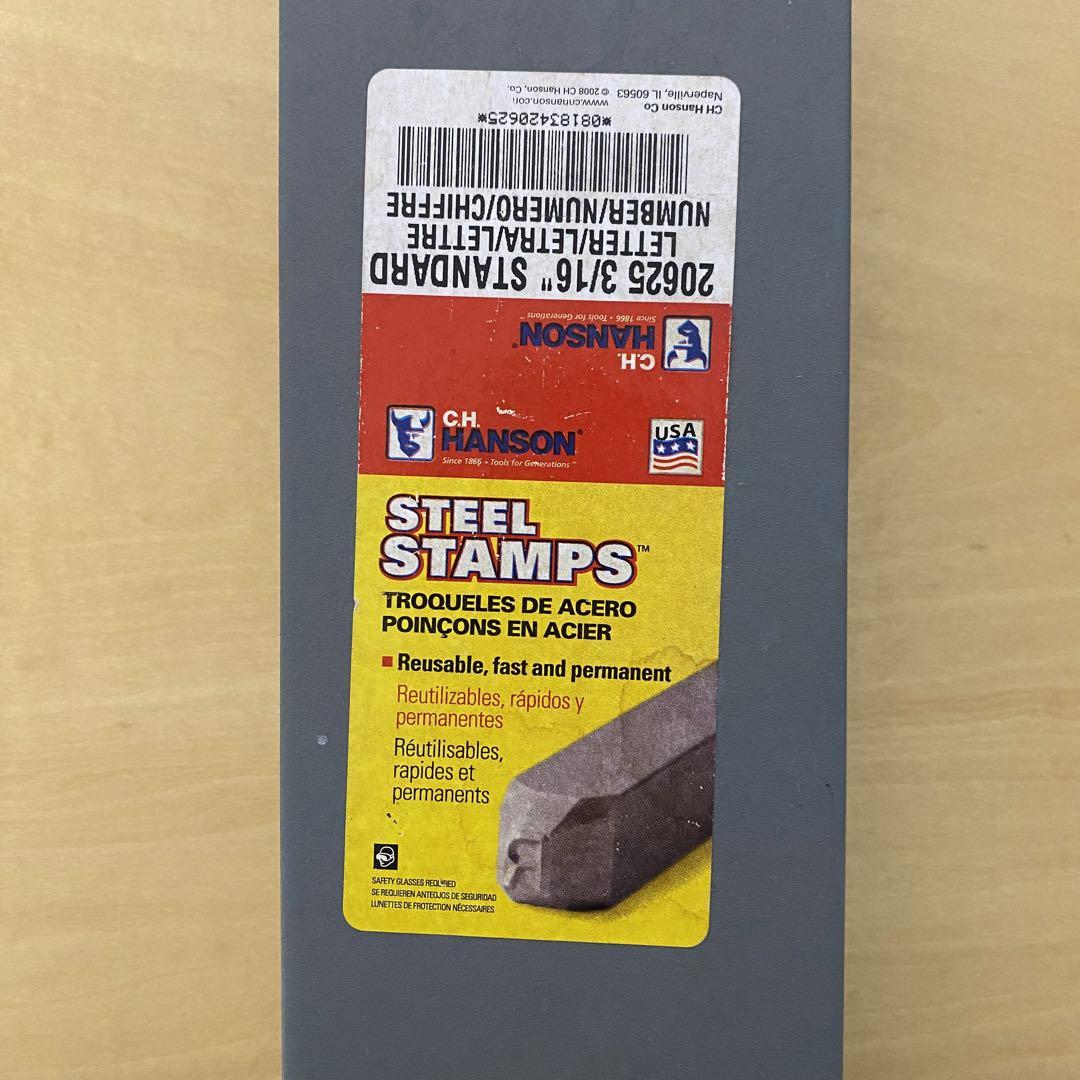 CH Hanson Co.
Naperville, IL 60563
www.chhanson.com
© 2008 CH Hanson, Co.
*08183420625*
NUMBER/NUMERO/CHIFFRE
LETTER/LETRA/LETTRE
20625 3/16" STANDARD
C.H.
HANSON®
Since 1866 • Tools for Generations™
C.H.
HANSON®
Since 1866 • Tools for Generations™
USA
STEEL
STAMPS™
TROQUELES DE ACERO
POINÇONS EN ACIER
Reusable, fast and permanent
Reutilizables, rápidos y
permanentes
Réutilisables,
rapides et
permanents
R
SAFETY GLASSES REQUIRED
SE REQUIEREN ANTEOJOS DE SEGURIDAD
LUNETTES DE PROTECTION NÉCESSAIRES